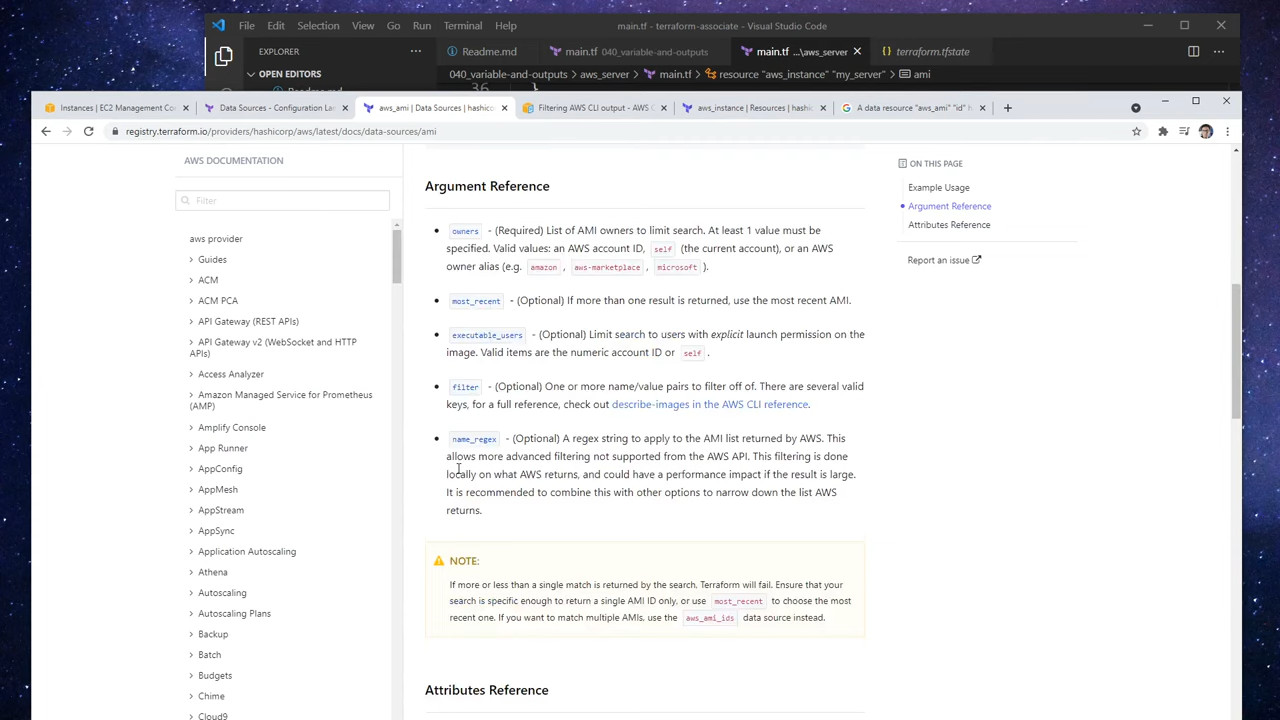 File Edit Selection View Go Run Terminal Help main.tf - terraform-associate - Visual Studio Code
EXPLORER ··· Readme.md main.tf 040_variable-and-outputs main.tf ...\aws_server terraform.tfstate ···
OPEN EDITORS 040_variable-and-outputs > aws_server > main.tf > resource "aws_instance" "my_server" > ami
36 }
Instances | EC2 Management Co Data Sources - Configuration La aws_ami | Data Sources | hashico Filtering AWS CLI output - AWS C aws_instance | Resources | hashi A data resource "aws_ami" "id" h
registry.terraform.io/providers/hashicorp/aws/latest/docs/data-sources/ami
AWS DOCUMENTATION
Filter
aws provider
Guides
ACM
ACM PCA
API Gateway (REST APIs)
API Gateway v2 (WebSocket and HTTP
APIs)
Access Analyzer
Amazon Managed Service for Prometheus
(AMP)
Amplify Console
App Runner
AppConfig
AppMesh
AppStream
AppSync
Application Autoscaling
Athena
Autoscaling
Autoscaling Plans
Backup
Batch
Budgets
Chime
Cloud9
Argument Reference
owners - (Required) List of AMI owners to limit search. At least 1 value must be
specified. Valid values: an AWS account ID, self (the current account), or an AWS
owner alias (e.g. amazon , aws-marketplace , microsoft ).
most_recent - (Optional) If more than one result is returned, use the most recent AMI.
executable_users - (Optional) Limit search to users with explicit launch permission on the
image. Valid items are the numeric account ID or self .
filter - (Optional) One or more name/value pairs to filter off of. There are several valid
keys, for a full reference, check out describe-images in the AWS CLI reference.
name_regex - (Optional) A regex string to apply to the AMI list returned by AWS. This
allows more advanced filtering not supported from the AWS API. This filtering is done
locally on what AWS returns, and could have a performance impact if the result is large.
It is recommended to combine this with other options to narrow down the list AWS
returns.
NOTE:
If more or less than a single match is returned by the search, Terraform will fail. Ensure that your
search is specific enough to return a single AMI ID only, or use most_recent to choose the most
recent one. If you want to match multiple AMIs, use the aws_ami_ids data source instead.
Attributes Reference
ON THIS PAGE
Example Usage
Argument Reference
Attributes Reference
Report an issue